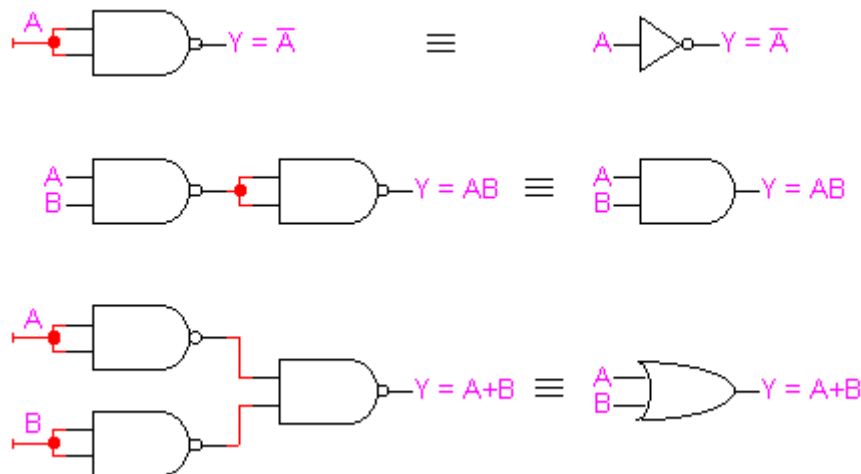 A
Y = A̅ ≡ A Y = A̅
A
B
Y = AB ≡ A
B
Y = AB
A
B
Y = A+B ≡ A
B
Y = A+B